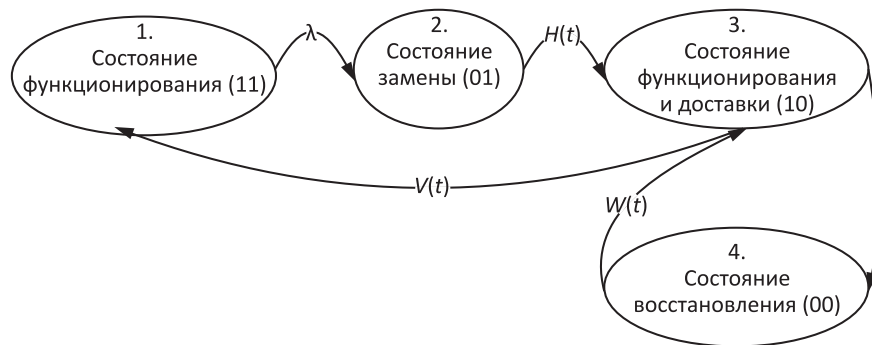 1.
Состояние
функционирования (11)
λ
2.
Состояние
замены (01)
H(t)
3.
Состояние
функционирования
и доставки (10)
V(t)
W(t)
4.
Состояние
восстановления (00)